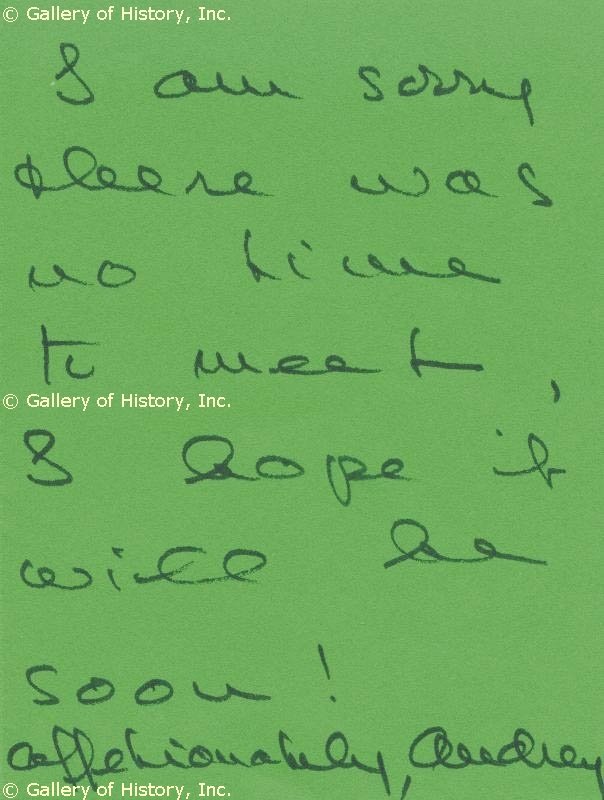 © Gallery of History, Inc.
I am sorry
there was
no time
to meet,
© Gallery of History, Inc.
I hope it
will be
soon!
affectionately, Audrey
© Gallery of History, Inc.